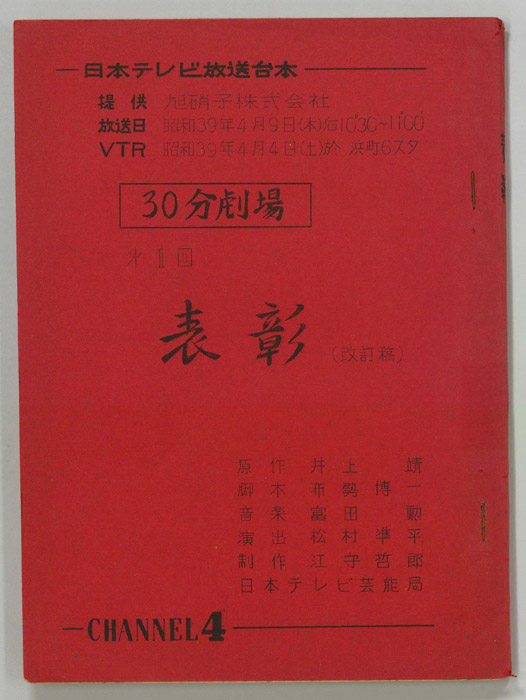 日本テレビ放送台本
提供 旭硝子株式会社
放送日 昭和39年4月9日(木)后10:30~11:00
VTR 昭和39年4月4日(土)於 浜町6スタ
30分劇場
才1回
表彰 (改訂稿)
原作 井上靖
脚本 布勢博一
音楽 富田勲
演出 松村準平
制作 江守哲郎
日本テレビ芸能局
CHANNEL4